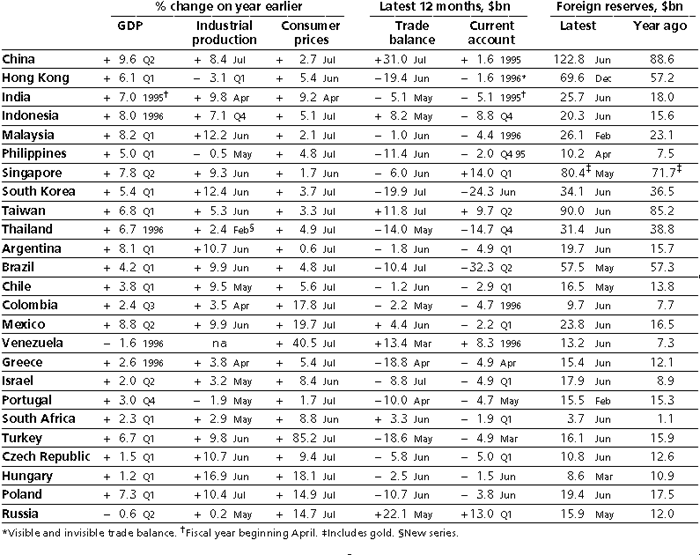 % change on year earlier Latest 12 months, $bn Foreign reserves, $bn
GDP Industrial production Consumer prices Trade balance Current account Latest Year ago
China + 9.6 Q2 + 8.4 Jul + 2.7 Jul +31.0 Jul + 1.6 1995 122.8 Jun 88.6
Hong Kong + 6.1 Q1 – 3.1 Q1 + 5.4 Jun –19.4 Jun – 1.6 1996* 69.6 Dec 57.2
India + 7.0 1995† + 9.8 Apr + 9.2 Apr – 5.1 May – 5.1 1995† 25.7 Jun 18.0
Indonesia + 8.0 1996 + 7.1 Q4 + 5.1 Jul + 8.2 May – 8.8 Q4 20.3 Jun 15.6
Malaysia + 8.2 Q1 +12.2 Jun + 2.1 Jul – 1.0 Jun – 4.4 1996 26.1 Feb 23.1
Philippines + 5.0 Q1 – 0.5 May + 4.8 Jul –11.4 Jun – 2.0 Q4 95 10.2 Apr 7.5
Singapore + 7.8 Q2 + 9.3 Jun + 1.7 Jun – 6.0 Jun +14.0 Q1 80.4‡ May 71.7‡
South Korea + 5.4 Q1 +12.4 Jun + 3.7 Jul –19.9 Jul –24.3 Jun 34.1 Jun 36.5
Taiwan + 6.8 Q1 + 5.3 Jun + 3.3 Jul +11.8 Jul + 9.7 Q2 90.0 Jun 85.2
Thailand + 6.7 1996 + 2.4 Feb§ + 4.9 Jul –14.0 May –14.7 Q4 31.4 Jun 38.8
Argentina + 8.1 Q1 +10.7 Jun + 0.6 Jul – 1.8 Jun – 4.9 Q1 19.7 Jun 15.7
Brazil + 4.2 Q1 + 9.9 Jun + 4.8 Jul –10.4 Jul –32.3 Q2 57.5 May 57.3
Chile + 3.8 Q1 + 9.5 May + 5.6 Jul – 1.2 Jun – 2.9 Q1 16.5 May 13.8
Colombia + 2.4 Q3 + 3.5 Apr + 17.8 Jul – 2.2 May – 4.7 1996 9.7 Jun 7.7
Mexico + 8.8 Q2 + 9.9 Jun + 19.7 Jul + 4.4 Jun – 2.2 Q1 23.8 Jun 16.5
Venezuela – 1.6 1996 na + 40.5 Jul +13.4 Mar + 8.3 1996 13.2 Jun 7.3
Greece + 2.6 1996 + 3.8 Apr + 5.4 Jul –18.8 Apr – 4.9 Apr 15.4 Jun 12.1
Israel + 2.0 Q2 + 3.2 May + 8.4 Jun – 8.8 Jul – 4.9 Q1 17.9 Jun 8.9
Portugal + 3.0 Q4 – 1.9 May + 1.7 Jul –10.0 Apr – 4.7 May 15.5 Feb 15.3
South Africa + 2.3 Q1 + 2.9 May + 8.8 Jun + 3.3 Jun – 1.9 Q1 3.7 Jun 1.1
Turkey + 6.7 Q1 + 9.8 Jun + 85.2 Jul –18.6 May – 4.9 Mar 16.1 Jun 15.9
Czech Republic + 1.5 Q1 +10.7 Jun + 9.4 Jul – 5.8 Jun – 5.0 Q1 10.8 Jun 12.6
Hungary + 1.2 Q1 +16.9 Jun + 18.1 Jul – 2.5 Jun – 1.5 Jun 8.6 Mar 10.9
Poland + 7.3 Q1 +10.4 Jul + 14.9 Jul –10.7 Jun – 3.8 Jun 19.4 Jun 17.5
Russia – 0.6 Q2 + 0.2 May + 14.7 Jul +22.1 May +13.0 Q1 15.9 May 12.0
*Visible and invisible trade balance. †Fiscal year beginning April. ‡Includes gold. §New series.